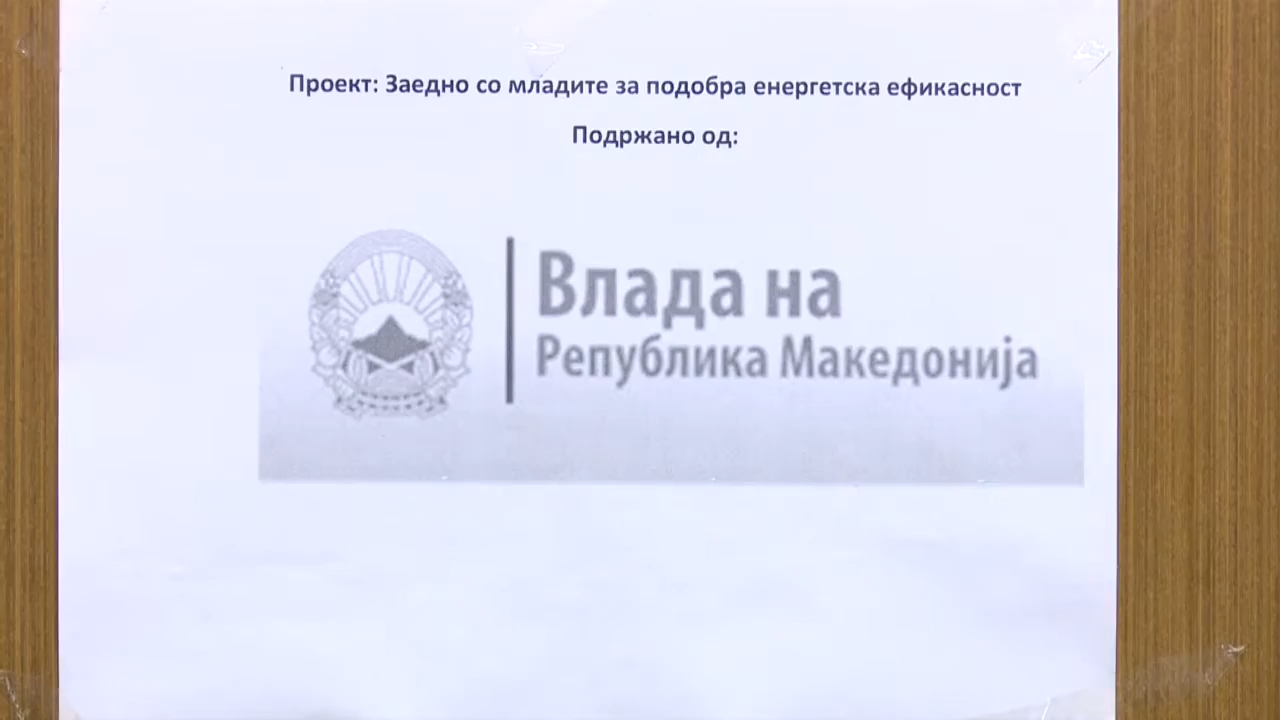 Проект: Заедно со младите за подобра енергетска ефикасност
Подржано од:
Влада на
Република Македонија